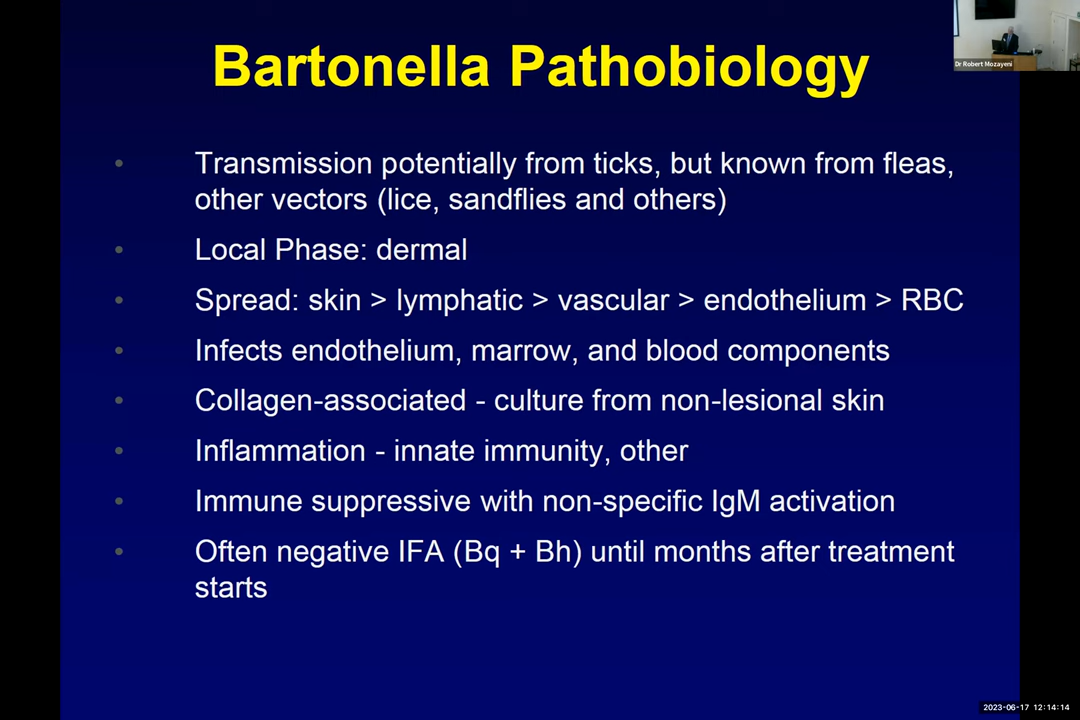 Bartonella Pathobiology
Dr Robert Mozayeni
• Transmission potentially from ticks, but known from fleas,
other vectors (lice, sandflies and others)
• Local Phase: dermal
• Spread: skin > lymphatic > vascular > endothelium > RBC
• Infects endothelium, marrow, and blood components
• Collagen-associated - culture from non-lesional skin
• Inflammation - innate immunity, other
• Immune suppressive with non-specific IgM activation
• Often negative IFA (Bq + Bh) until months after treatment
starts
2023-06-17 12:14:14